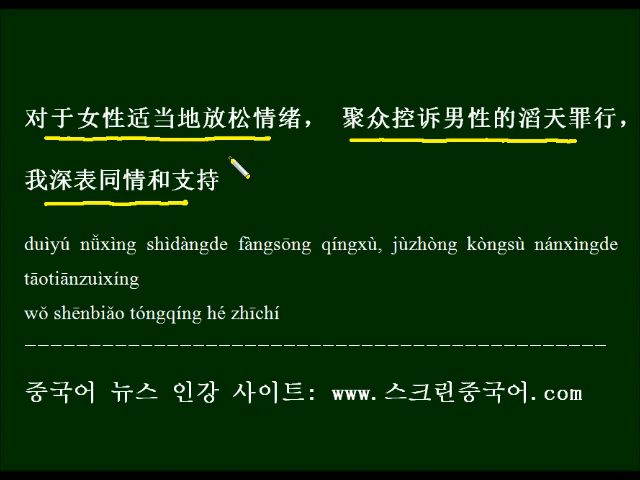 对于女性适当地放松情绪， 聚众控诉男性的滔天罪行，
我深表同情和支持
duìyú nǚxìng shìdàngde fàngsōng qíngxù, jùzhòng kòngsù nánxìngde
tāotiānzuìxíng
wǒ shēnbiǎo tóngqíng hé zhīchí
중국어 뉴스 인강 사이트: www.스크린중국어.com